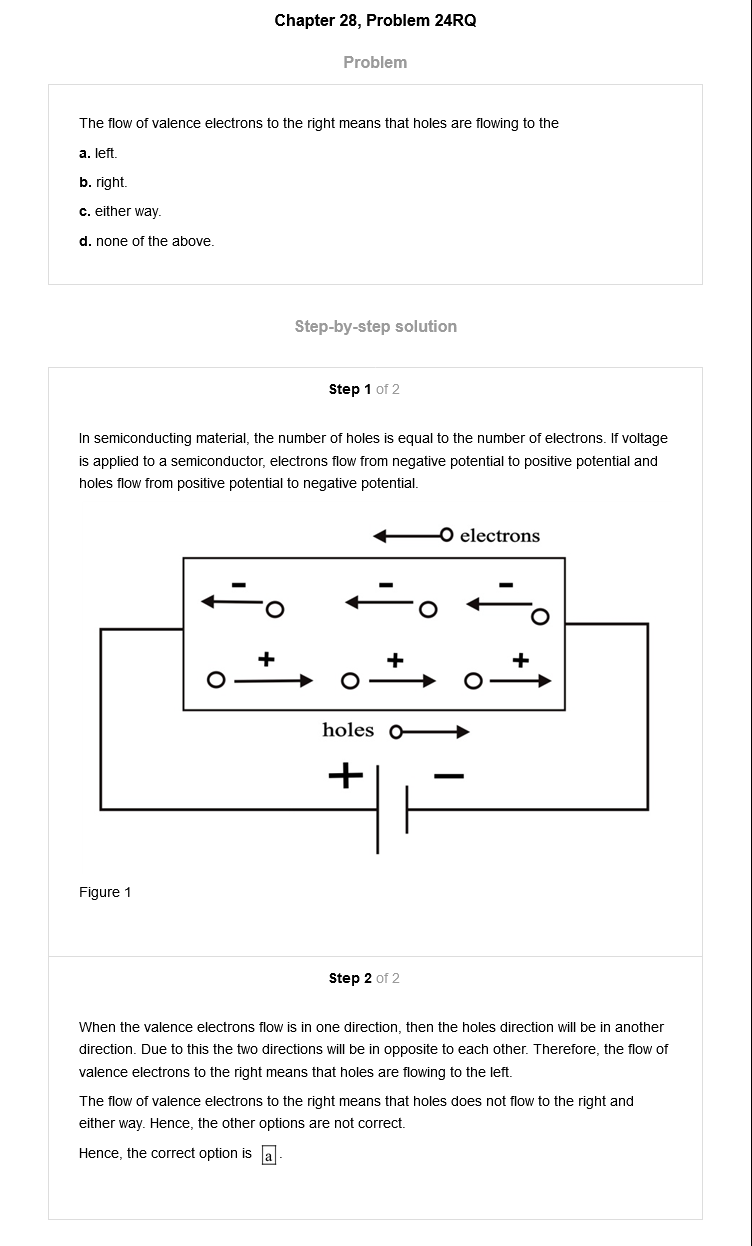 Chapter 28, Problem 24RQ
Problem
The flow of valence electrons to the right means that holes are flowing to the
a. left.
b. right.
c. either way.
d. none of the above.
Step-by-step solution
Step 1 of 2
In semiconducting material, the number of holes is equal to the number of electrons. If voltage
is applied to a semiconductor, electrons flow from negative potential to positive potential and
holes flow from positive potential to negative potential.
electrons
- - -
+ + +
holes
+ -
Figure 1
Step 2 of 2
When the valence electrons flow is in one direction, then the holes direction will be in another
direction. Due to this the two directions will be in opposite to each other. Therefore, the flow of
valence electrons to the right means that holes are flowing to the left.
The flow of valence electrons to the right means that holes does not flow to the right and
either way. Hence, the other options are not correct.
Hence, the correct option is a.